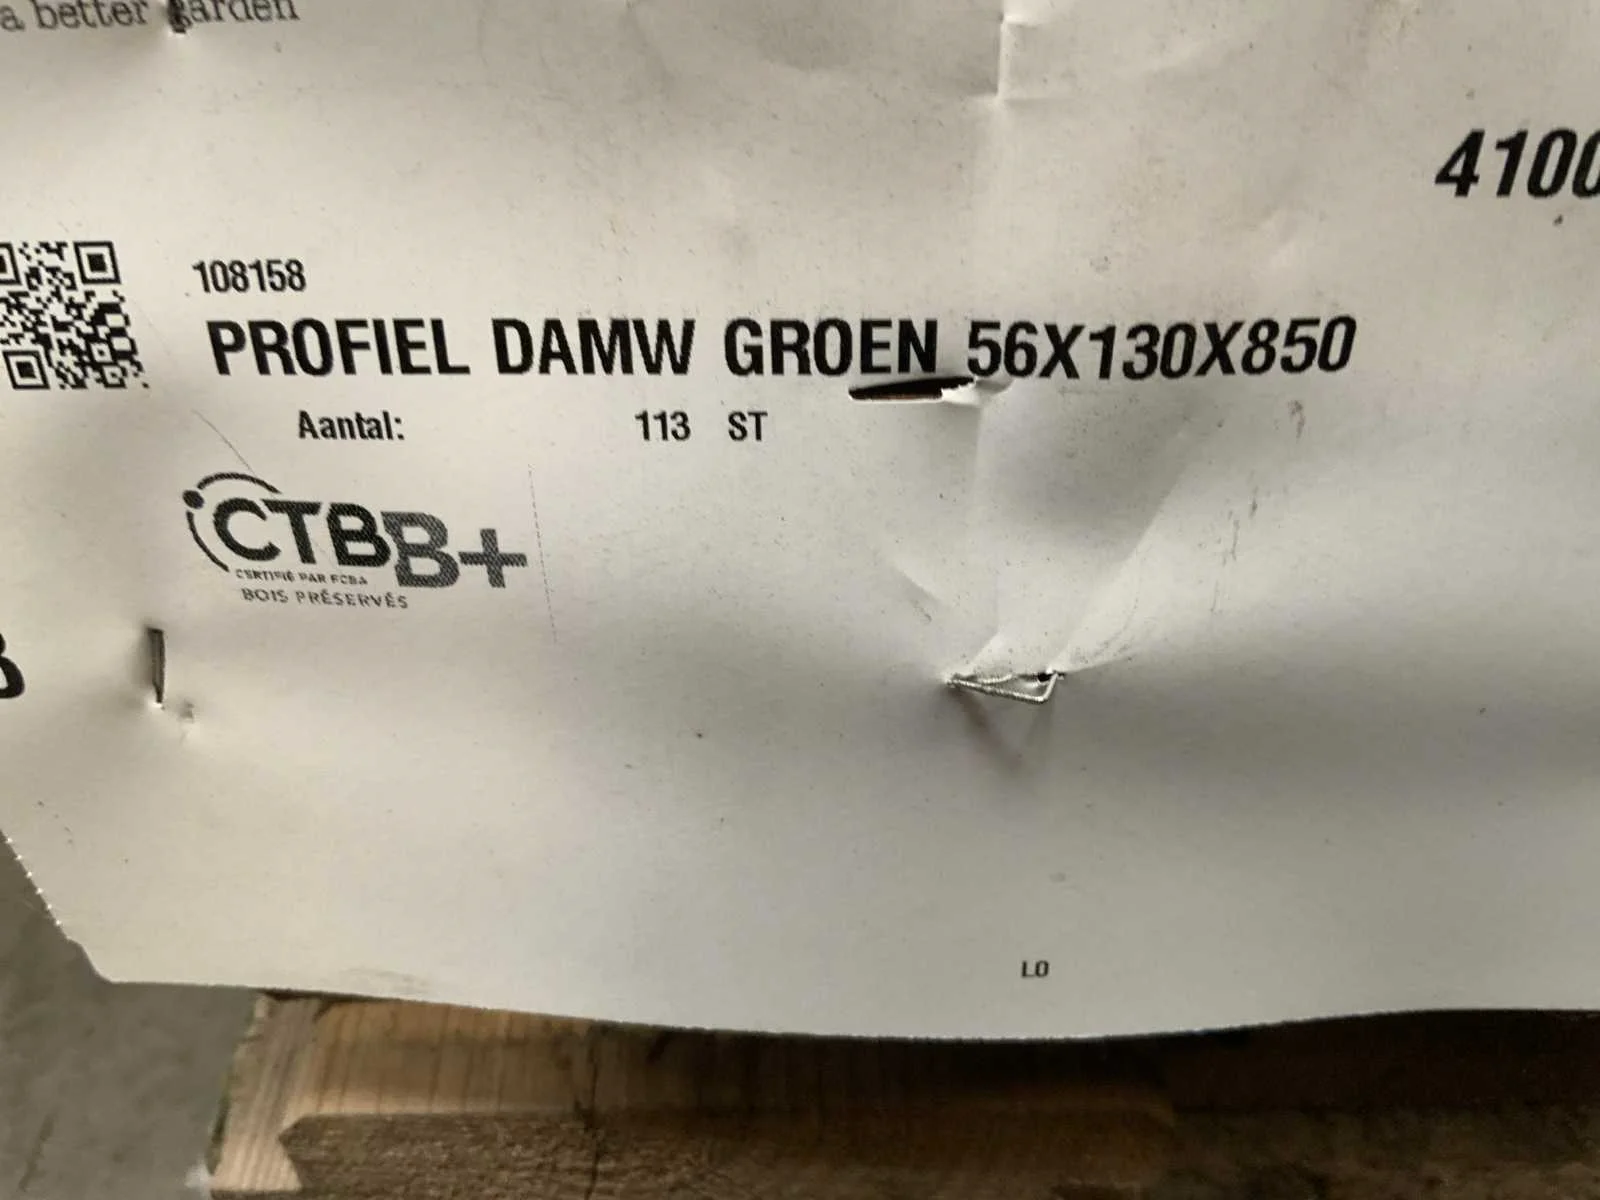 a better garden
4100
108158
PROFIEL DAMW GROEN 56X130X850
Aantal: 113 ST
CTBB+
CERTIFIÉ PAR FCBA
BOIS PRÉSERVÉS
LO